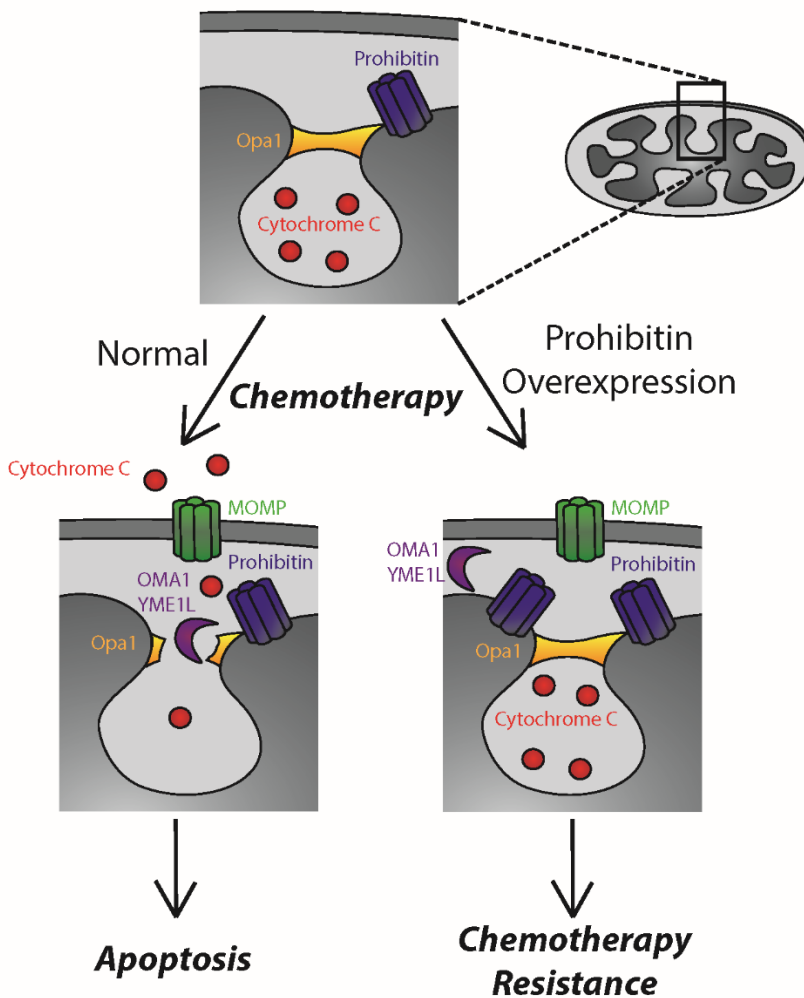 Prohibitin
Opa1
Cytochrome C
Normal
Prohibitin
Overexpression
Chemotherapy
Cytochrome C
MOMP
OMA1
YME1L
Prohibitin
Opa1
MOMP
OMA1
YME1L
Prohibitin
Opa1
Cytochrome C
Apoptosis
Chemotherapy
Resistance